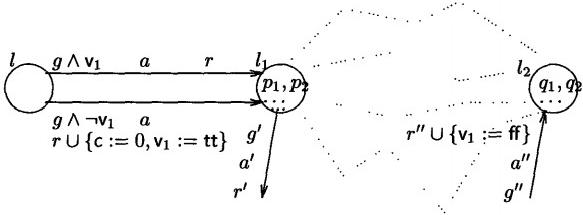 l
g ∧ v₁ a r
l₁
p₁, p₂
...
g ∧ ¬v₁ a
r ∪ {c := 0, v₁ := tt}
g′
a′
r′
l₂
q₁, q₂
...
r″ ∪ {v₁ := ff}
a″
g″